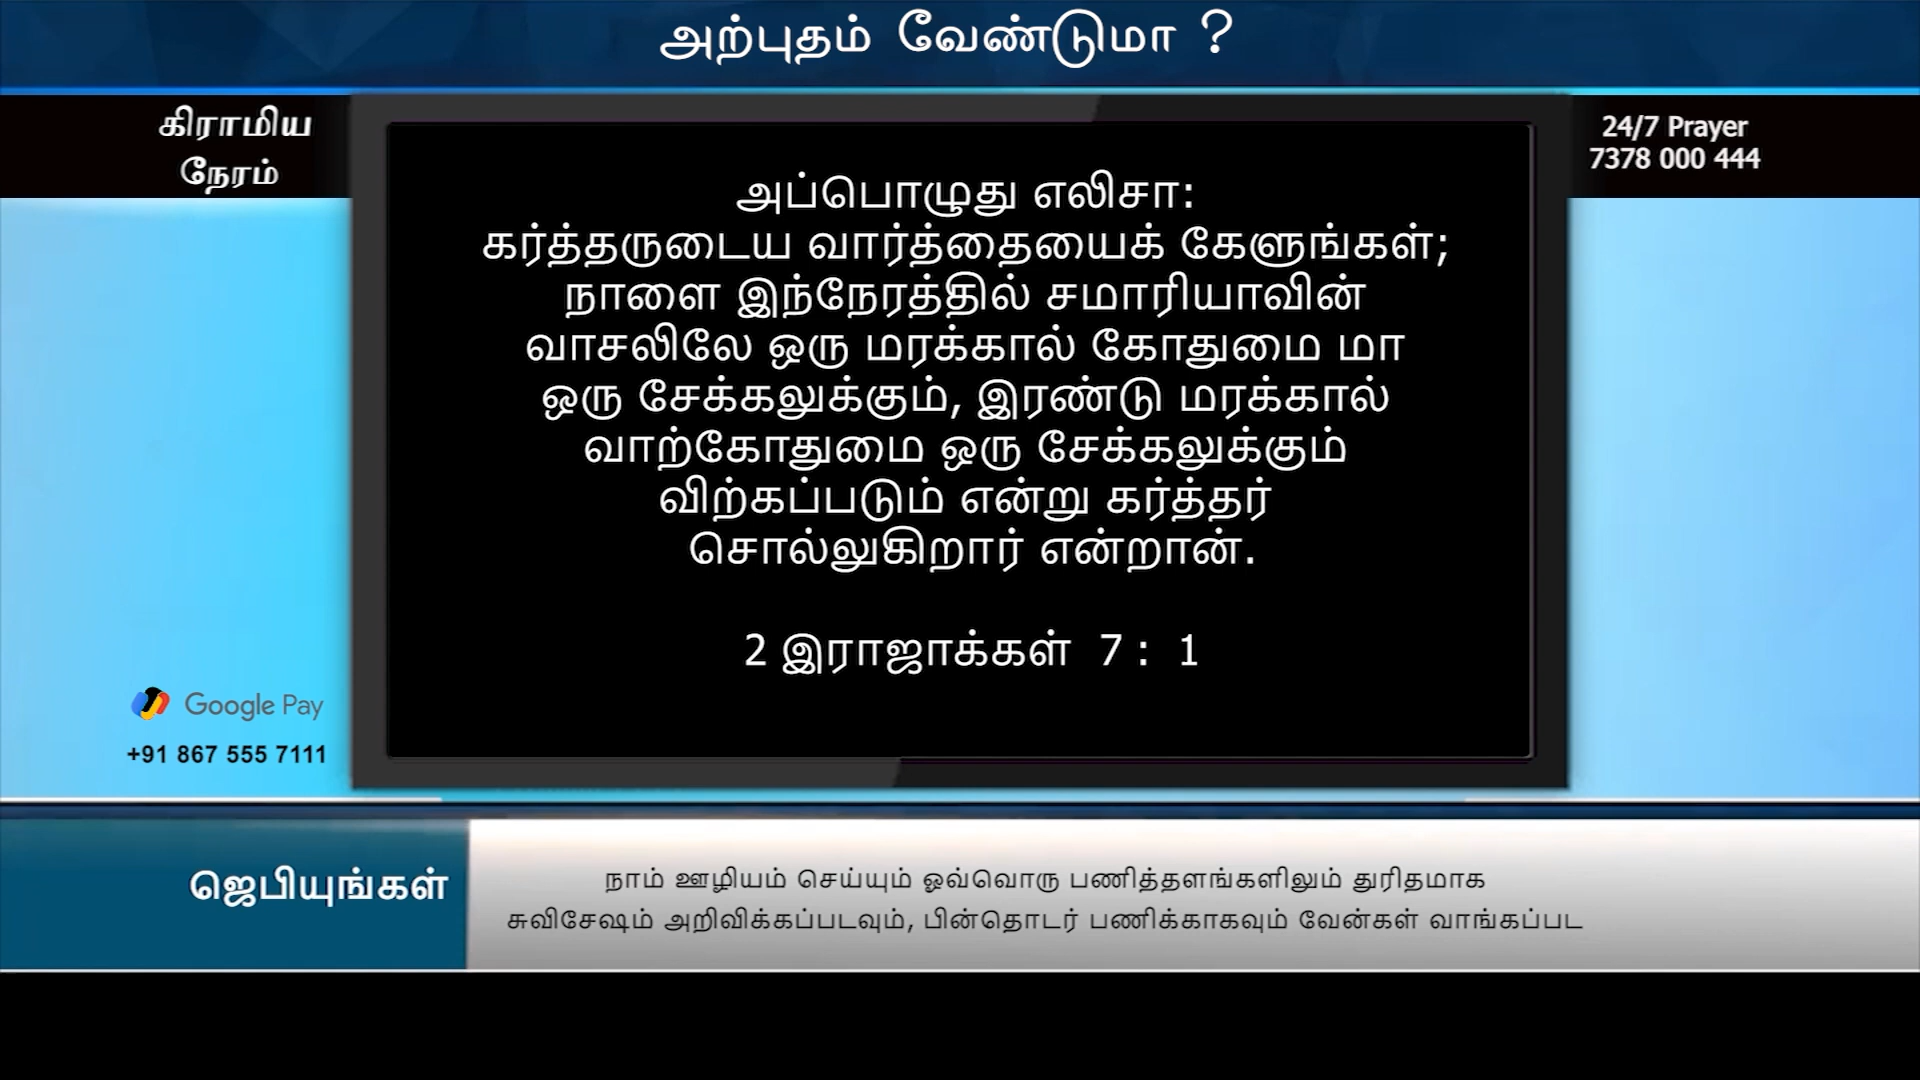 அற்புதம் வேண்டுமா ?
கிராமிய
நேரம்
24/7 Prayer
7378 000 444
அப்பொழுது எலிசா:
கர்த்தருடைய வார்த்தையைக் கேளுங்கள்;
நாளை இந்நேரத்தில் சமாரியாவின்
வாசலிலே ஒரு மரக்கால் கோதுமை மா
ஒரு சேக்கலுக்கும், இரண்டு மரக்கால்
வாற்கோதுமை ஒரு சேக்கலுக்கும்
விற்கப்படும் என்று கர்த்தர்
சொல்லுகிறார் என்றான்.
2 இராஜாக்கள் 7 : 1
Google Pay
+91 867 555 7111
ஜெபியுங்கள்
நாம் ஊழியம் செய்யும் ஒவ்வொரு பணித்தளங்களிலும் துரிதமாக
சுவிசேஷம் அறிவிக்கப்படவும், பின்தொடர் பணிக்காகவும் வேன்கள் வாங்கப்பட